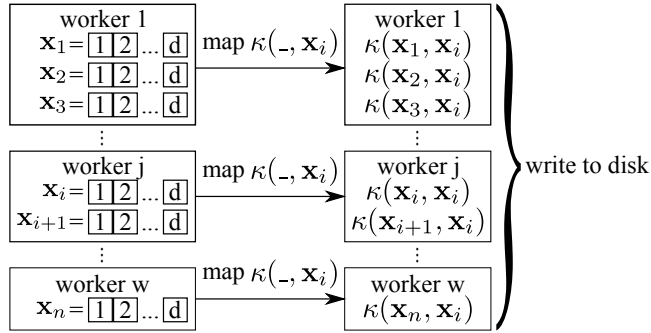 worker 1
x₁= 1 2 ... d
x₂= 1 2 ... d
x₃= 1 2 ... d
map κ(_, xᵢ)
worker 1
κ(x₁, xᵢ)
κ(x₂, xᵢ)
κ(x₃, xᵢ)
⋮
⋮
worker j
xᵢ= 1 2 ... d
xᵢ₊₁= 1 2 ... d
map κ(_, xᵢ)
worker j
κ(xᵢ, xᵢ)
κ(xᵢ₊₁, xᵢ)
write to disk
⋮
⋮
worker w
xₙ= 1 2 ... d
map κ(_, xᵢ)
worker w
κ(xₙ, xᵢ)